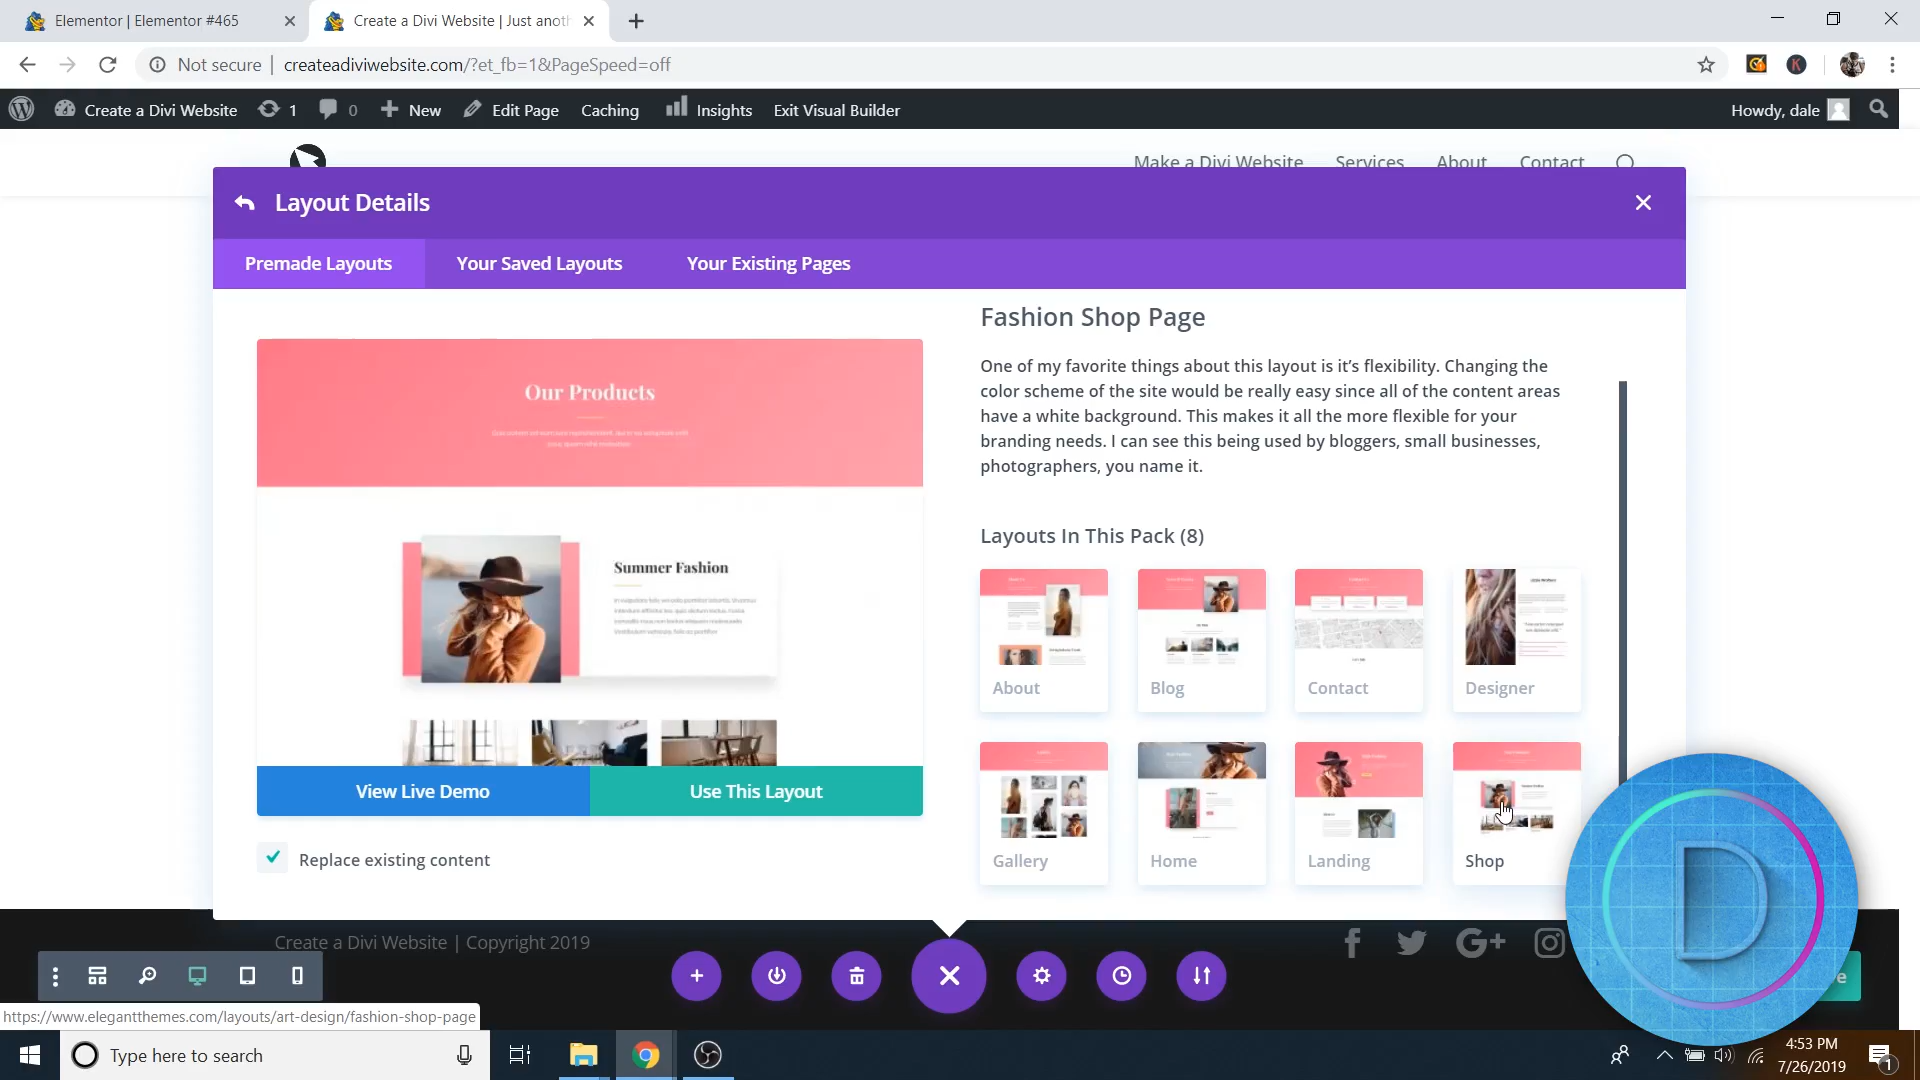 Elementor | Elementor #465
Create a Divi Website | Just anoth
Not secure | createadiviwebsite.com/?et_fb=1&PageSpeed=off
Create a Divi Website 1 0 New Edit Page Caching Insights Exit Visual Builder Howdy, dale
Make a Divi Website Services About Contact
Layout Details
Premade Layouts Your Saved Layouts Your Existing Pages
Fashion Shop Page
One of my favorite things about this layout is it’s flexibility. Changing the
color scheme of the site would be really easy since all of the content areas
have a white background. This makes it all the more flexible for your
branding needs. I can see this being used by bloggers, small businesses,
photographers, you name it.
Our Products
Summer Fashion
View Live Demo Use This Layout
Replace existing content
Layouts In This Pack (8)
About Blog Contact Designer
Gallery Home Landing Shop
D
Create a Divi Website | Copyright 2019
https://www.elegantthemes.com/layouts/art-design/fashion-shop-page
Type here to search
4:53 PM
7/26/2019
1